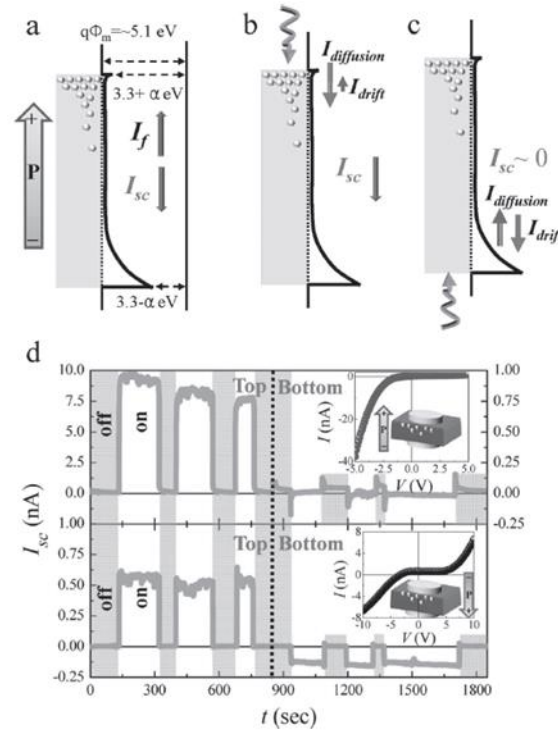 a
qΦm=~5.1 eV
3.3+ α eV
+
P
−
If
Isc
3.3-α eV
b
Idiffusion
Idrift
Isc
c
Isc~ 0
Idiffusion
Idrift
d
10.0
7.5
5.0
2.5
0.0
off
on
Top
Bottom
1.00
0.75
0.50
0.25
0.00
-0.25
I (nA)
0
-20
-40
P
-5.0
-2.5
0.0
2.5
5.0
V (V)
Isc (nA)
1.00
0.75
0.50
0.25
0.00
-0.25
off
on
Top
Bottom
I (nA)
8
4
0
-4
-8
P
-10
-5
0
5
10
V (V)
0
300
600
900
1200
1500
1800
t (sec)